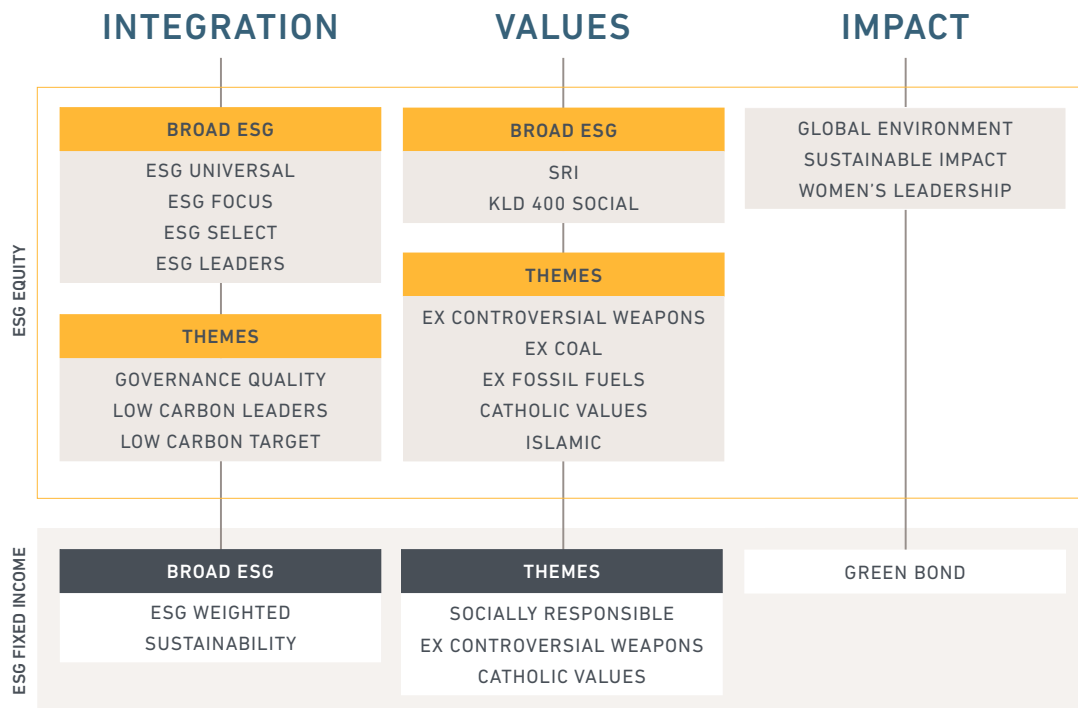 INTEGRATION
VALUES
IMPACT
ESG EQUITY
BROAD ESG
ESG UNIVERSAL
ESG FOCUS
ESG SELECT
ESG LEADERS
THEMES
GOVERNANCE QUALITY
LOW CARBON LEADERS
LOW CARBON TARGET
BROAD ESG
SRI
KLD 400 SOCIAL
THEMES
EX CONTROVERSIAL WEAPONS
EX COAL
EX FOSSIL FUELS
CATHOLIC VALUES
ISLAMIC
GLOBAL ENVIRONMENT
SUSTAINABLE IMPACT
WOMEN'S LEADERSHIP
ESG FIXED INCOME
BROAD ESG
ESG WEIGHTED
SUSTAINABILITY
THEMES
SOCIALLY RESPONSIBLE
EX CONTROVERSIAL WEAPONS
CATHOLIC VALUES
GREEN BOND